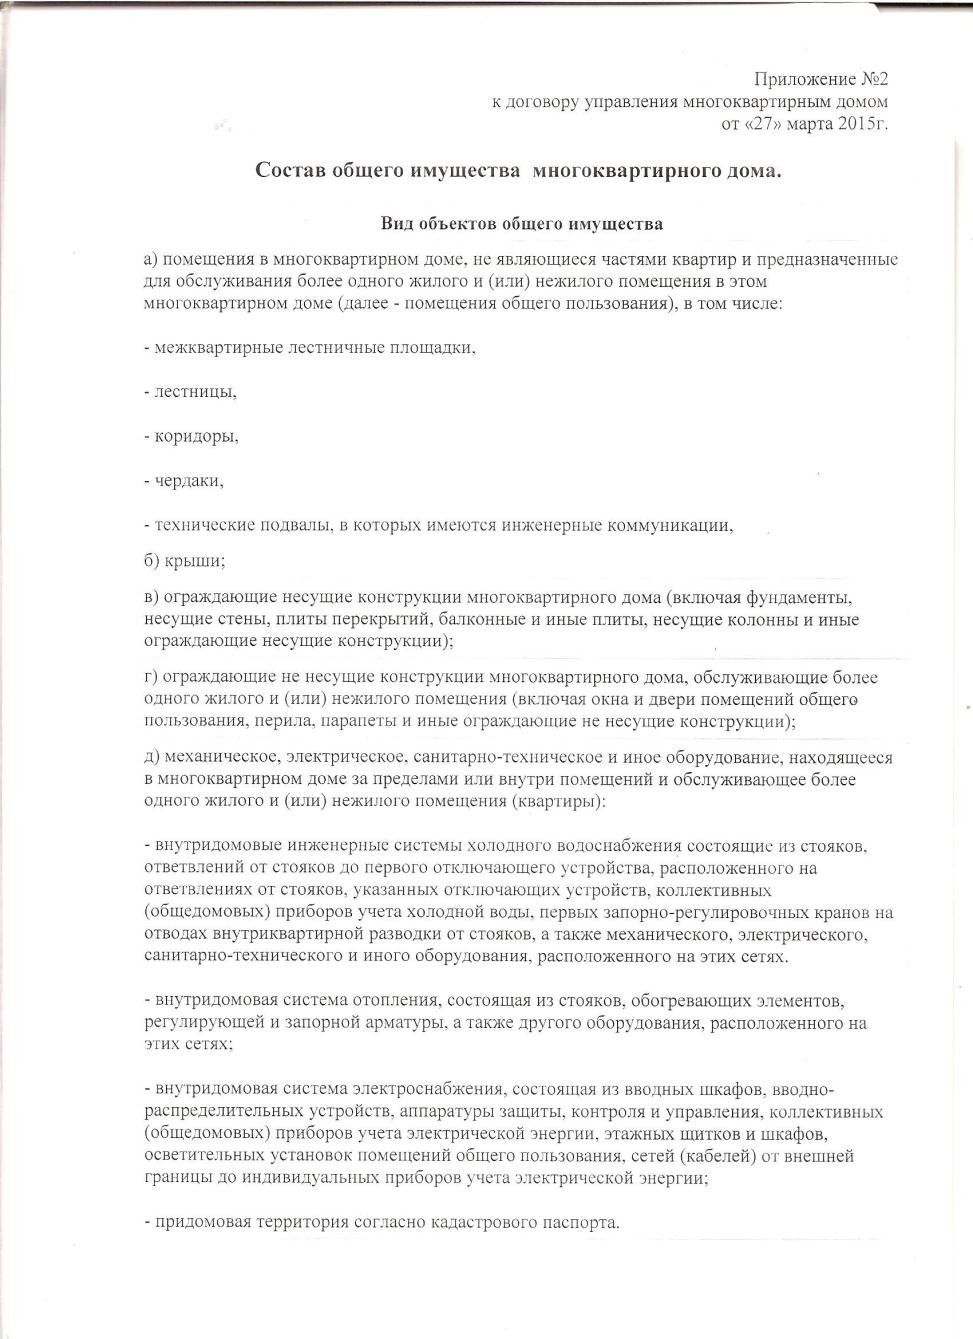 Приложение №2
к договору управления многоквартирным домом
от «27» марта 2015г.
Состав общего имущества многоквартирного дома.
Вид объектов общего имущества
а) помещения в многоквартирном доме, не являющиеся частями квартир и предназначенные
для обслуживания более одного жилого и (или) нежилого помещения в этом
многоквартирном доме (далее - помещения общего пользования), в том числе:
- межквартирные лестничные площадки,
- лестницы,
- коридоры,
- чердаки,
- технические подвалы, в которых имеются инженерные коммуникации,
б) крыши;
в) ограждающие несущие конструкции многоквартирного дома (включая фундаменты,
несущие стены, плиты перекрытий, балконные и иные плиты, несущие колонны и иные
ограждающие несущие конструкции);
г) ограждающие не несущие конструкции многоквартирного дома, обслуживающие более
одного жилого и (или) нежилого помещения (включая окна и двери помещений общего
пользования, перила, парапеты и иные ограждающие не несущие конструкции);
д) механическое, электрическое, санитарно-техническое и иное оборудование, находящееся
в многоквартирном доме за пределами или внутри помещений и обслуживающее более
одного жилого и (или) нежилого помещения (квартиры):
- внутридомовые инженерные системы холодного водоснабжения состоящие из стояков,
ответвлений от стояков до первого отключающего устройства, расположенного на
ответвлениях от стояков, указанных отключающих устройств, коллективных
(общедомовых) приборов учета холодной воды, первых запорно-регулировочных кранов на
отводах внутриквартирной разводки от стояков, а также механического, электрического,
санитарно-технического и иного оборудования, расположенного на этих сетях.
- внутридомовая система отопления, состоящая из стояков, обогревающих элементов,
регулирующей и запорной арматуры, а также другого оборудования, расположенного на
этих сетях;
- внутридомовая система электроснабжения, состоящая из вводных шкафов, вводно-
распределительных устройств, аппаратуры защиты, контроля и управления, коллективных
(общедомовых) приборов учета электрической энергии, этажных щитков и шкафов,
осветительных установок помещений общего пользования, сетей (кабелей) от внешней
границы до индивидуальных приборов учета электрической энергии;
- придомовая территория согласно кадастрового паспорта.